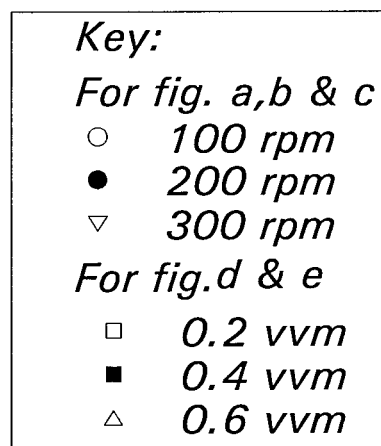 Key:
For fig. a,b & c
100 rpm
200 rpm
300 rpm
For fig.d & e
0.2 vvm
0.4 vvm
0.6 vvm